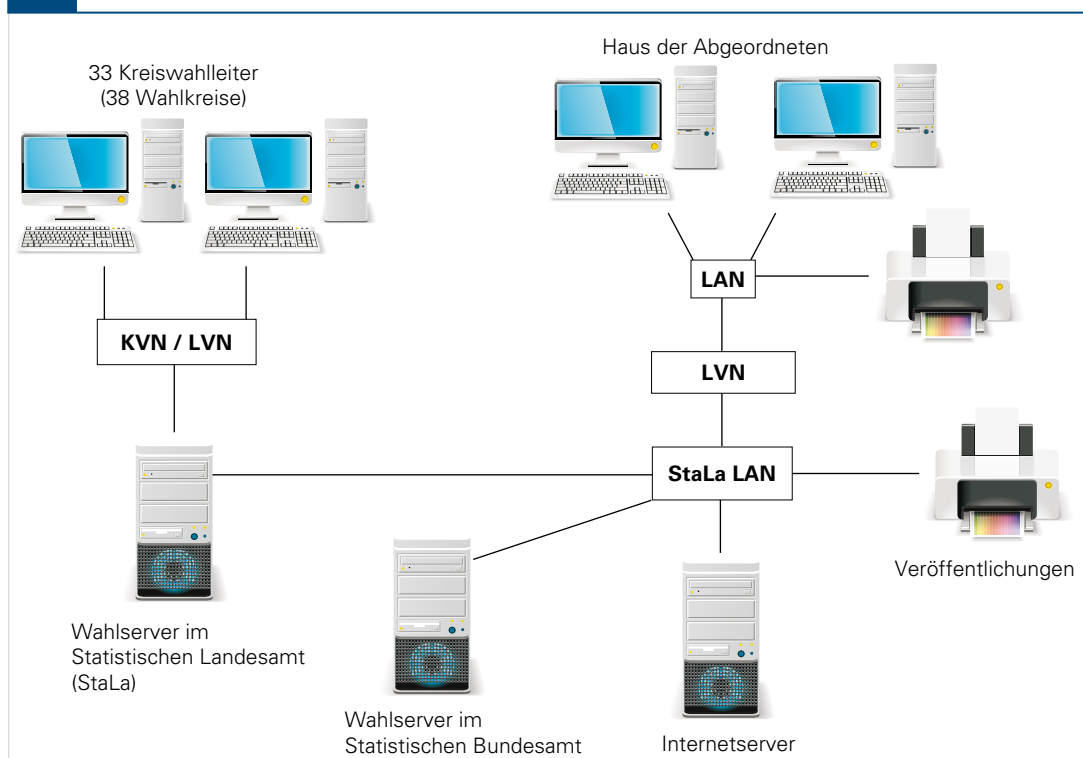 Haus der Abgeordneten
33 Kreiswahlleiter
(38 Wahlkreise)
LAN
KVN / LVN
LVN
StaLa LAN
Veröffentlichungen
Wahlserver im
Statistischen Landesamt
(StaLa)
Wahlserver im
Statistischen Bundesamt
Internetserver